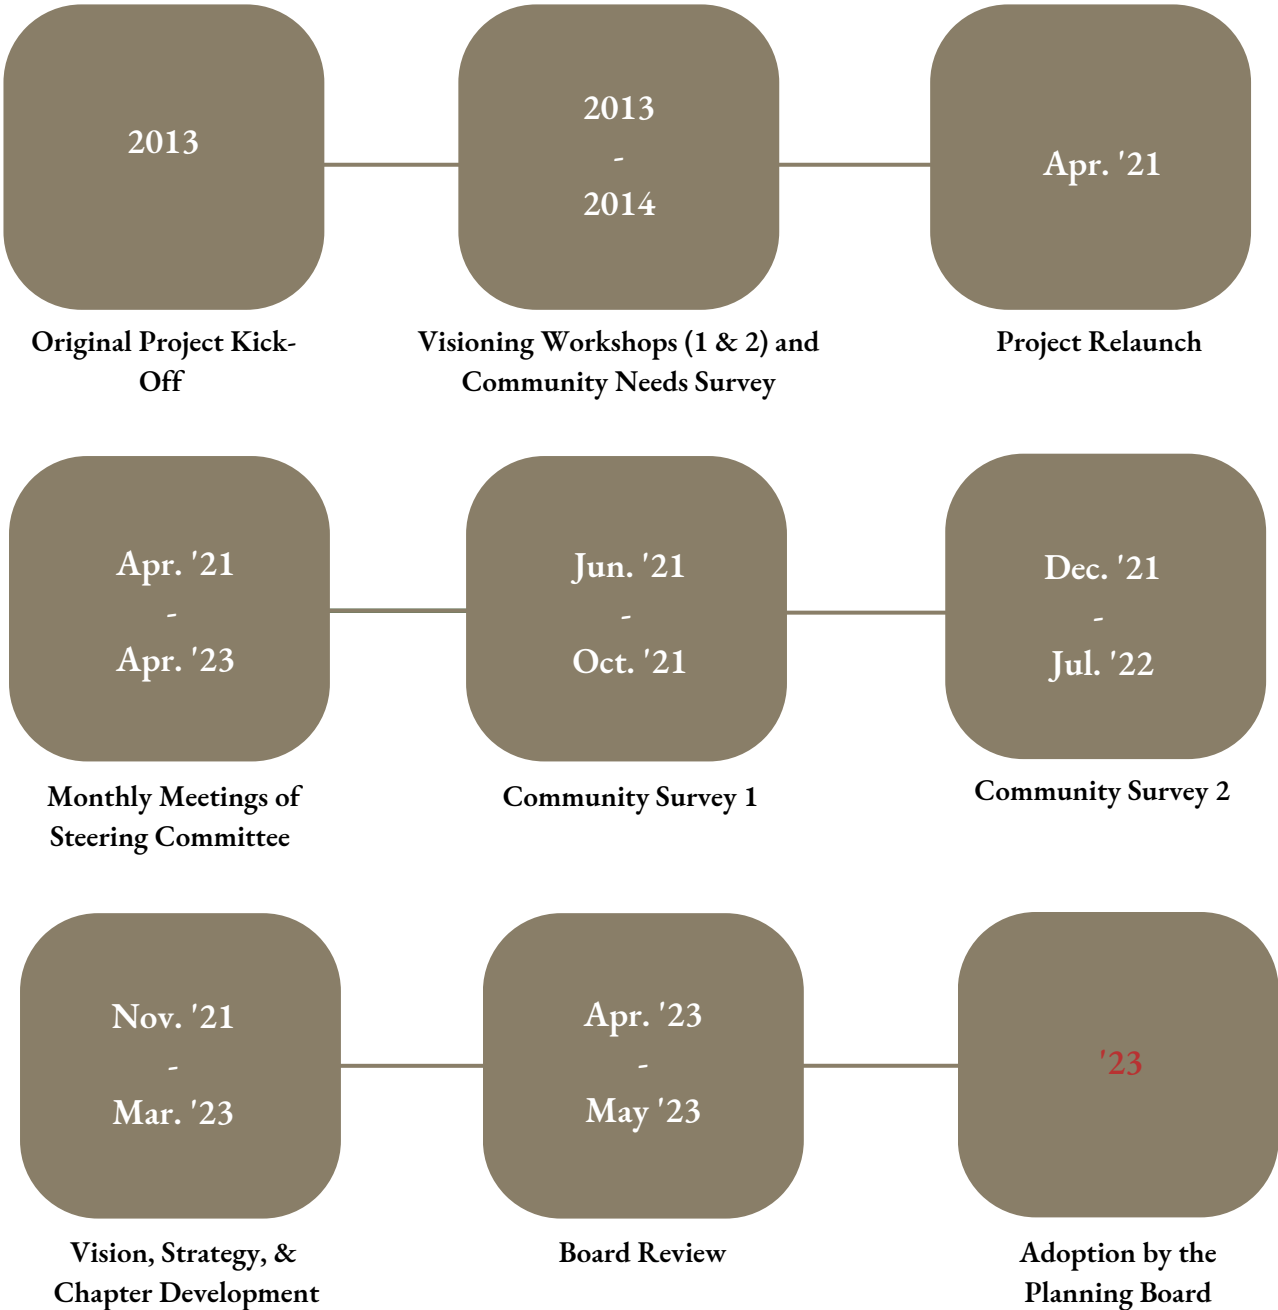 2013
Original Project Kick-
Off
2013
-
2014
Visioning Workshops (1 & 2) and
Community Needs Survey
Apr. '21
Project Relaunch
Apr. '21
-
Apr. '23
Monthly Meetings of
Steering Committee
Jun. '21
-
Oct. '21
Community Survey 1
Dec. '21
-
Jul. '22
Community Survey 2
Nov. '21
-
Mar. '23
Vision, Strategy, &
Chapter Development
Apr. '23
-
May '23
Board Review
'23
Adoption by the
Planning Board